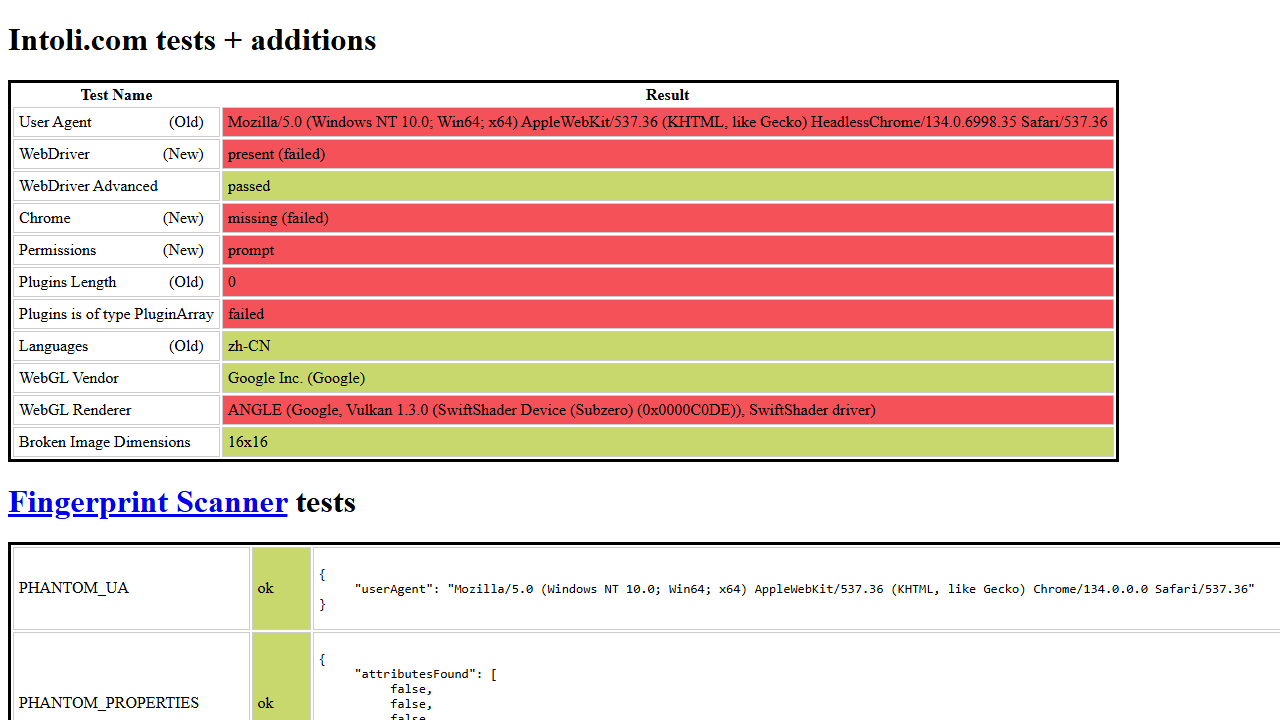 Intoli.com tests + additions
Test Name Result
User Agent (Old) Mozilla/5.0 (Windows NT 10.0; Win64; x64) AppleWebKit/537.36 (KHTML, like Gecko) HeadlessChrome/134.0.6998.35 Safari/537.36
WebDriver (New) present (failed)
WebDriver Advanced passed
Chrome (New) missing (failed)
Permissions (New) prompt
Plugins Length (Old) 0
Plugins is of type PluginArray failed
Languages (Old) zh-CN
WebGL Vendor Google Inc. (Google)
WebGL Renderer ANGLE (Google, Vulkan 1.3.0 (SwiftShader Device (Subzero) (0x0000C0DE)), SwiftShader driver)
Broken Image Dimensions 16x16
Fingerprint Scanner tests
{
PHANTOM_UA ok "userAgent": "Mozilla/5.0 (Windows NT 10.0; Win64; x64) AppleWebKit/537.36 (KHTML, like Gecko) Chrome/134.0.0.0 Safari/537.36"
}
{
"attributesFound": [
false,
PHANTOM_PROPERTIES ok false,
false,